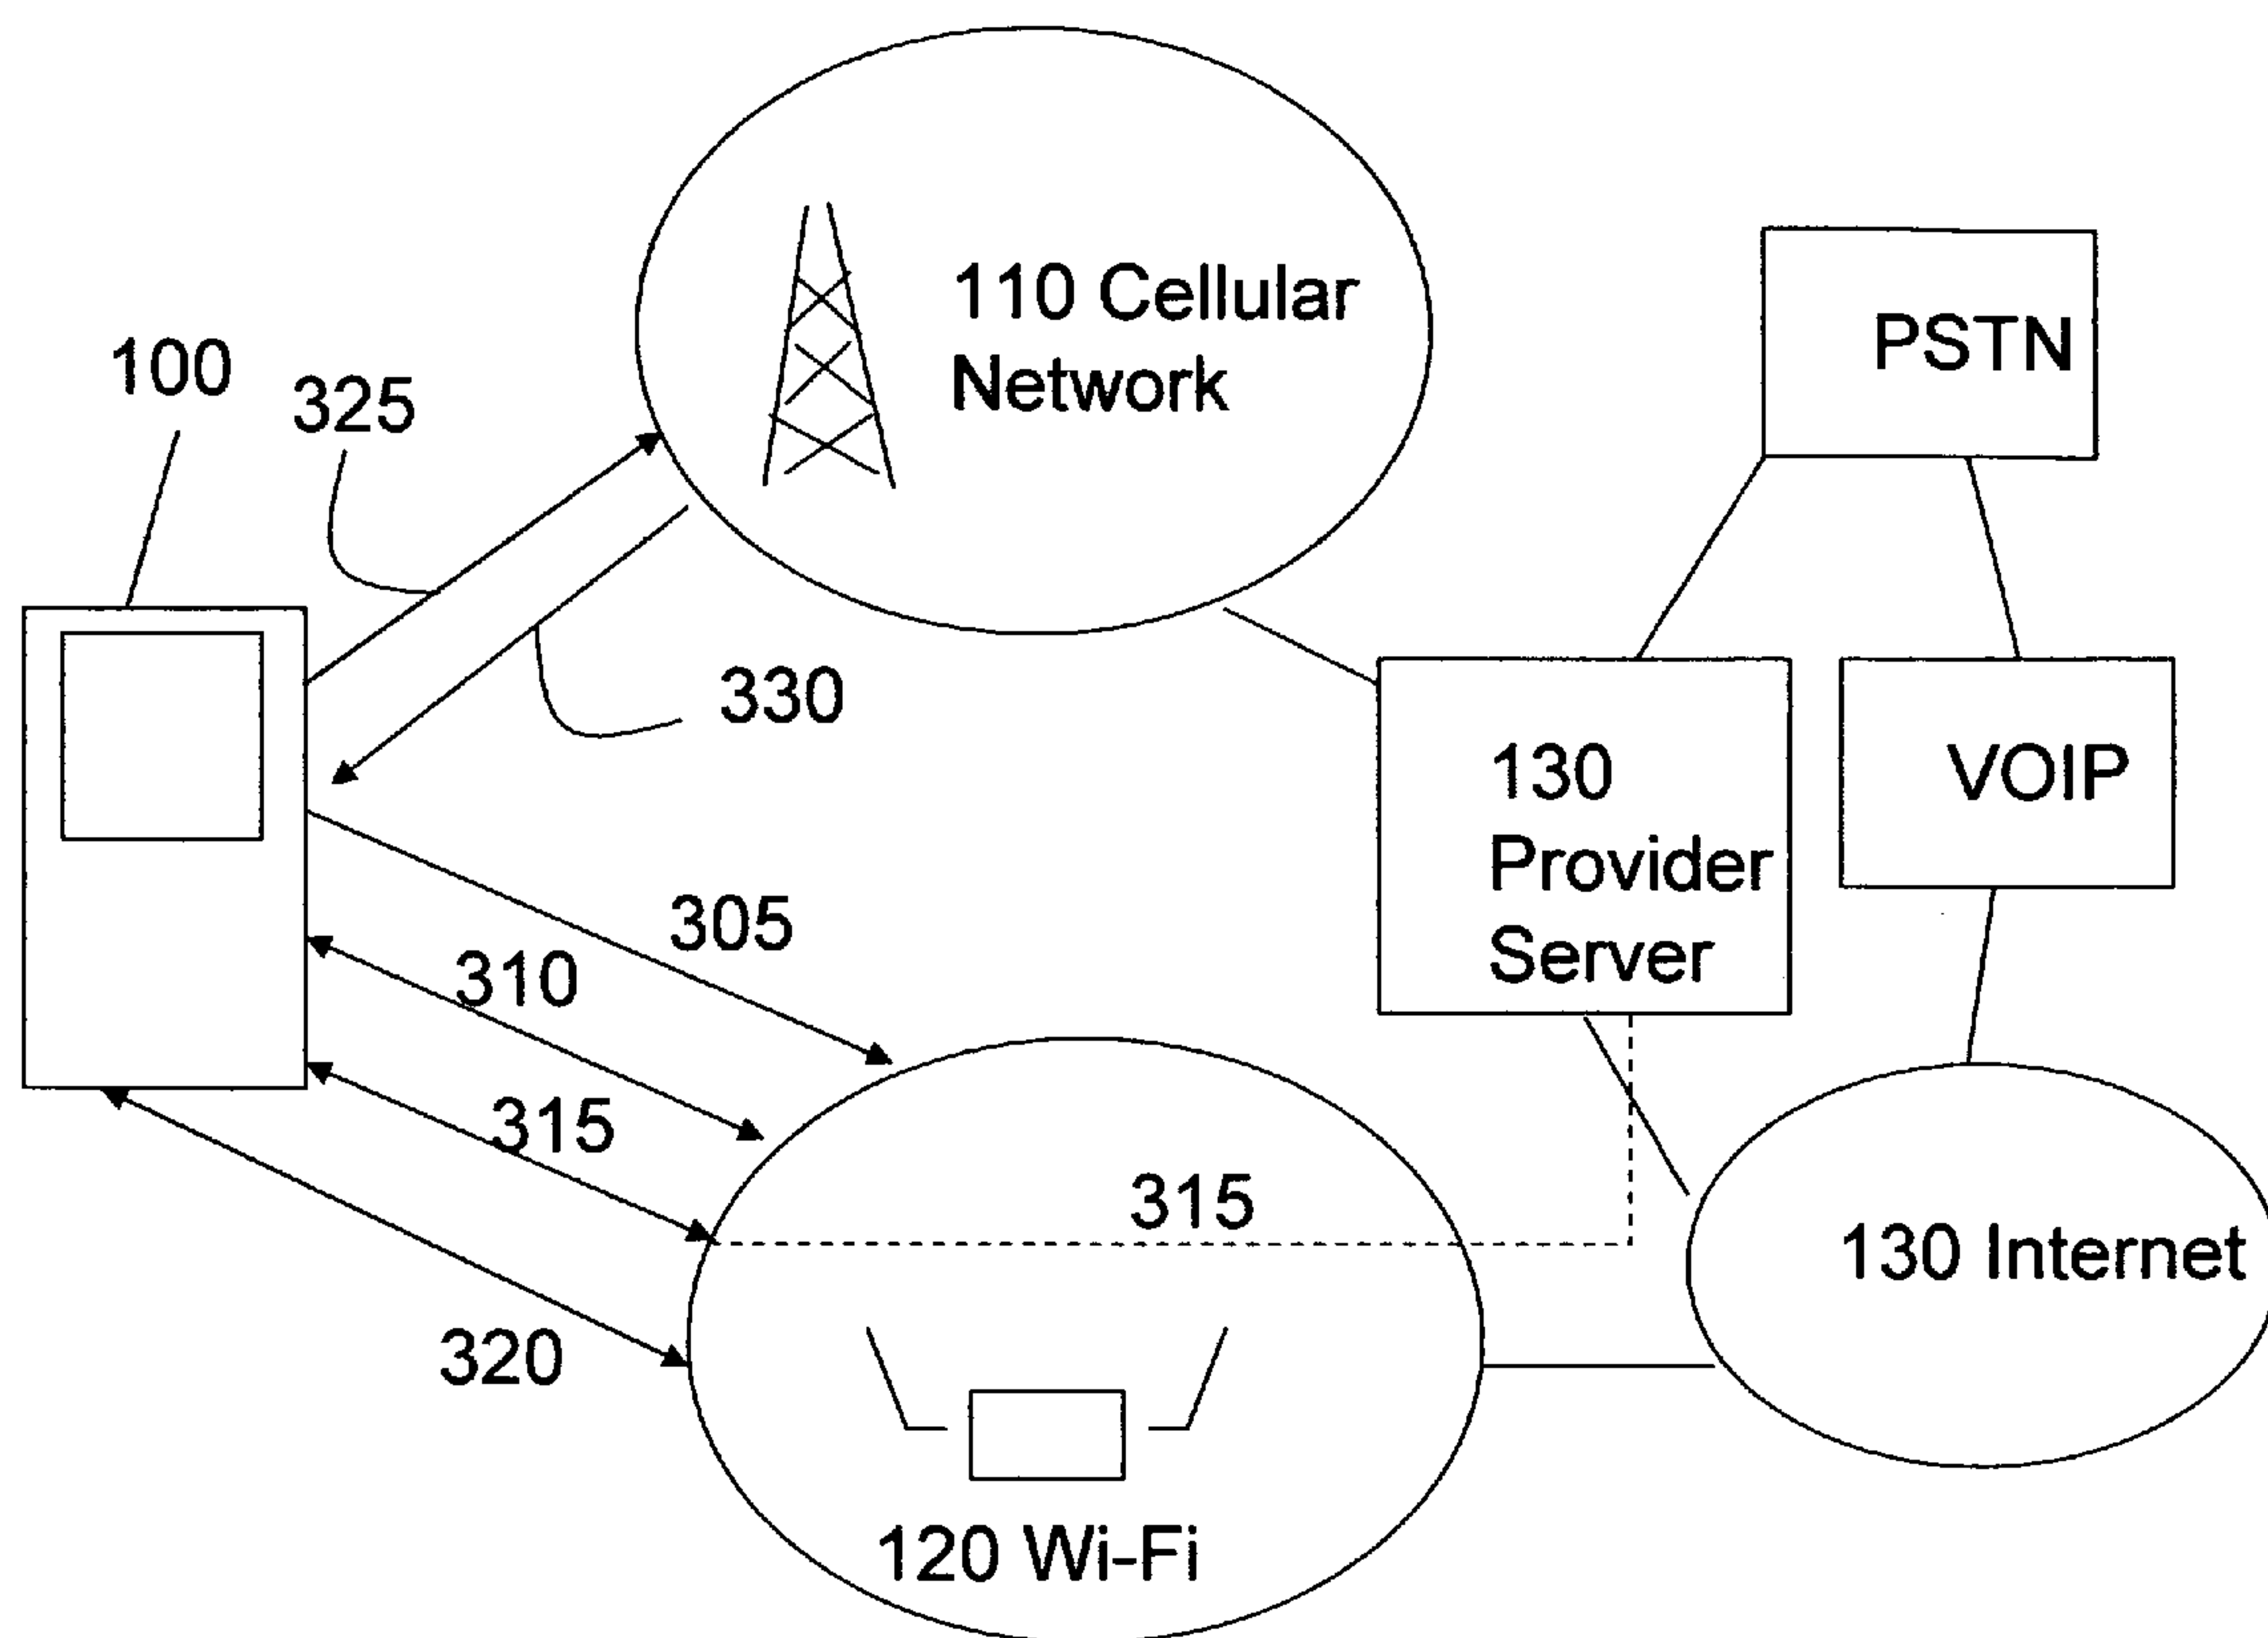 110 Cellular
Network
PSTN
100
325
330
130
Provider
Server
VOIP
305
310
315
315
130 Internet
320
120 Wi-Fi